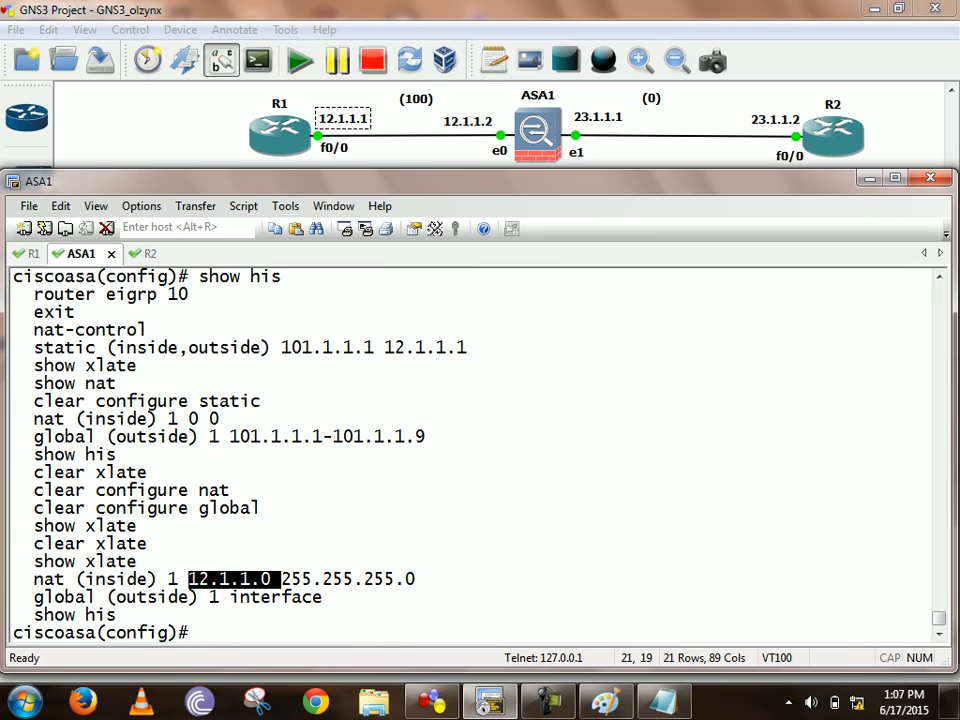 GNS3 Project - GNS3_olzynx
File Edit View Control Device Annotate Tools Help
(100)
ASA1
(0)
R1
12.1.1.1
12.1.1.2
23.1.1.1
23.1.1.2
R2
f0/0
e0
e1
f0/0
ASA1
File Edit View Options Transfer Script Tools Window Help
Enter host <Alt+R>
R1 ASA1 R2
ciscoasa(config)# show his
router eigrp 10
exit
nat-control
static (inside,outside) 101.1.1.1 12.1.1.1
show xlate
show nat
clear configure static
nat (inside) 1 0 0
global (outside) 1 101.1.1.1-101.1.1.9
show his
clear xlate
clear configure nat
clear configure global
show xlate
clear xlate
show xlate
nat (inside) 1 12.1.1.0 255.255.255.0
global (outside) 1 interface
show his
ciscoasa(config)#
Ready Telnet: 127.0.0.1 21, 19 21 Rows, 89 Cols VT100 CAP NUM
1:07 PM
6/17/2015